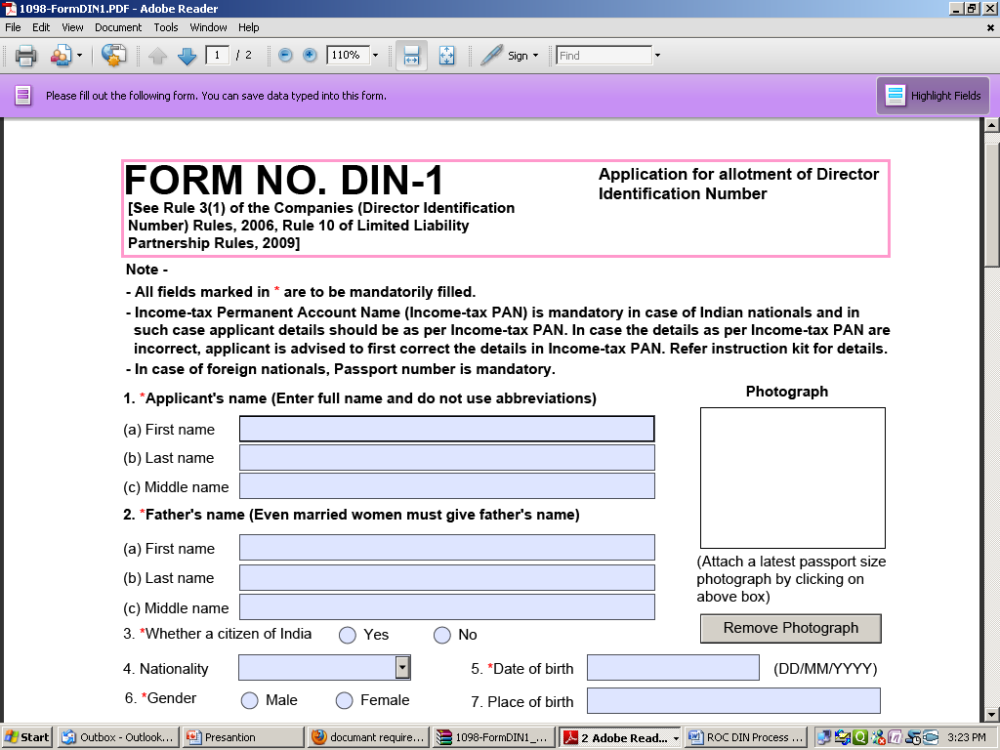 1098-FormDIN1.PDF - Adobe Reader
File Edit View Document Tools Window Help
1 / 2 110% Sign Find
Please fill out the following form. You can save data typed into this form. Highlight Fields
FORM NO. DIN-1
[See Rule 3(1) of the Companies (Director Identification
Number) Rules, 2006, Rule 10 of Limited Liability
Partnership Rules, 2009]
Application for allotment of Director
Identification Number
Note -
- All fields marked in * are to be mandatorily filled.
- Income-tax Permanent Account Name (Income-tax PAN) is mandatory in case of Indian nationals and in
such case applicant details should be as per Income-tax PAN. In case the details as per Income-tax PAN are
incorrect, applicant is advised to first correct the details in Income-tax PAN. Refer instruction kit for details.
- In case of foreign nationals, Passport number is mandatory.
1. *Applicant's name (Enter full name and do not use abbreviations)
(a) First name
(b) Last name
(c) Middle name
Photograph
(Attach a latest passport size
photograph by clicking on
above box)
Remove Photograph
2. *Father's name (Even married women must give father's name)
(a) First name
(b) Last name
(c) Middle name
3. *Whether a citizen of India Yes No
4. Nationality 5. *Date of birth (DD/MM/YYYY)
6. *Gender Male Female 7. Place of birth
Start Outbox - Outlook... Presantion documant require... 1098-FormDIN1_... 2 Adobe Read... ROC DIN Process ... 3:23 PM